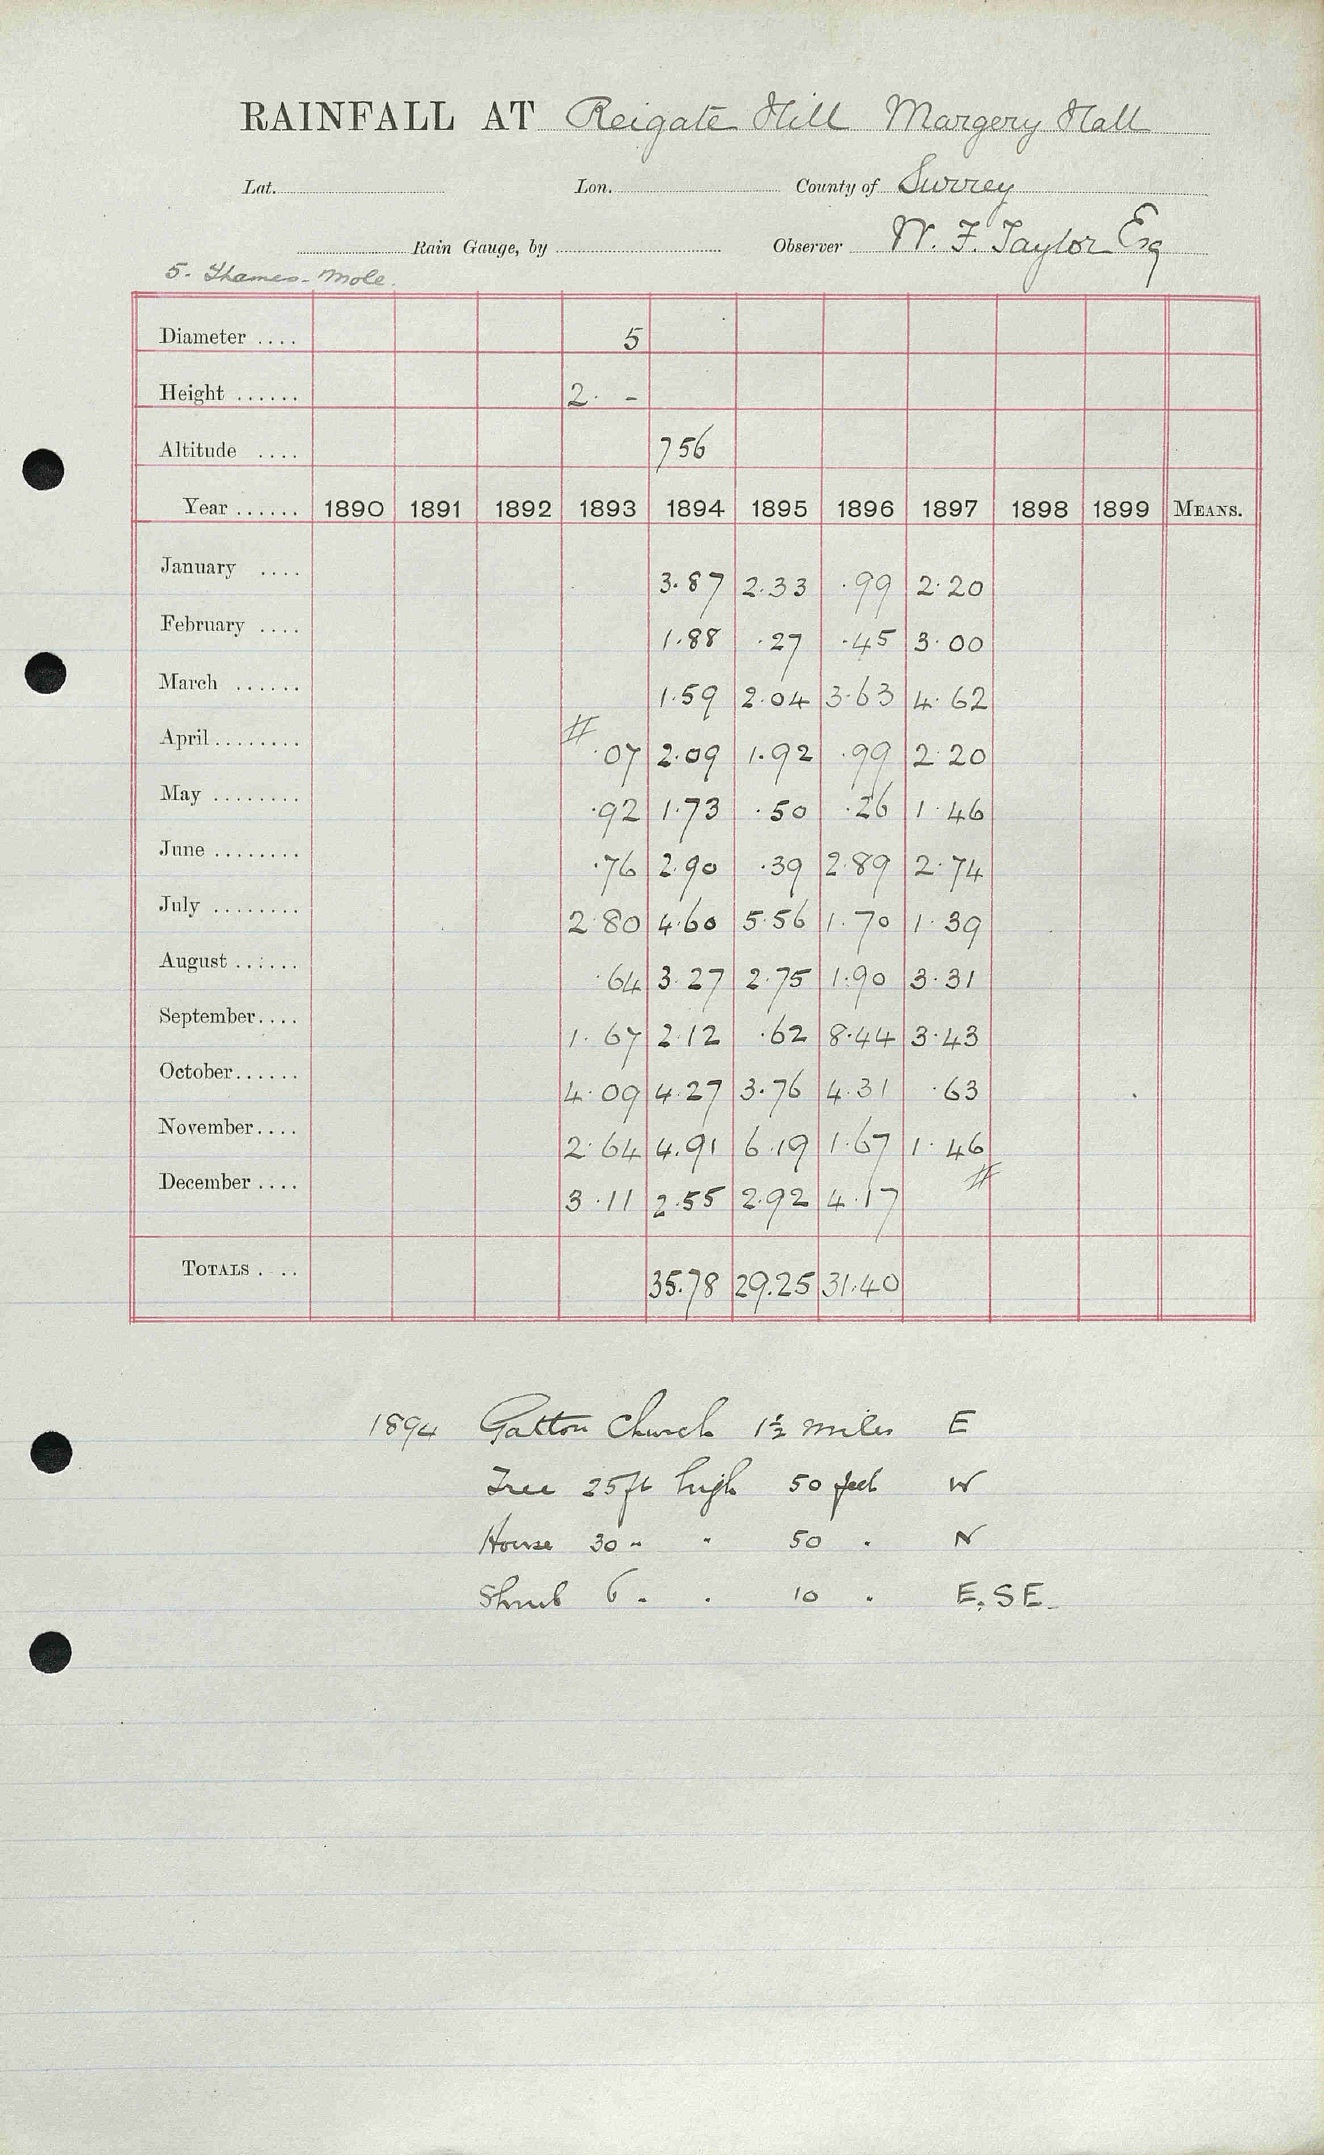 RAINFALL AT Reigate Hill Margery Hall
Lat. Lon. County of Surrey
Rain Gauge, by Observer W. F. Taylor Esq
5. Thames - Mole.
Diameter .... 5
Height ...... 2. -
Altitude .... 756
Year ...... 1890 1891 1892 1893 1894 1895 1896 1897 1898 1899 MEANS.
January .... 3.87 2.33 .99 2.20
February .... 1.88 .27 .45 3.00
March ...... 1.59 2.04 3.63 4.62
April........ # .07 2.09 1.92 .99 2.20
May ........ .92 1.73 .50 .26 1.46
June ........ .76 2.90 .39 2.89 2.74
July ........ 2.80 4.60 5.56 1.70 1.39
August ...... .64 3.27 2.75 1.90 3.31
September.... 1.67 2.12 .62 8.44 3.43
October...... 4.09 4.27 3.76 4.31 .63
November.... 2.64 4.91 6.19 1.67 1.46
December .... 3.11 2.55 2.92 4.17 #
TOTALS .... 35.78 29.25 31.40
1894 Gatton Church 1½ miles E
Tree 25ft high 50 feet W
House 30 " " 50 " N
Shrub 6 " " 10 " E, SE.